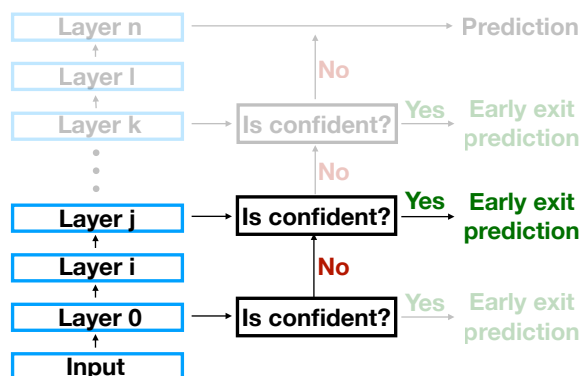 Layer n
Prediction
Layer l
No
Layer k
Is confident?
Yes
Early exit
prediction
No
Layer j
Is confident?
Yes
Early exit
prediction
Layer i
No
Layer 0
Is confident?
Yes
Early exit
prediction
Input